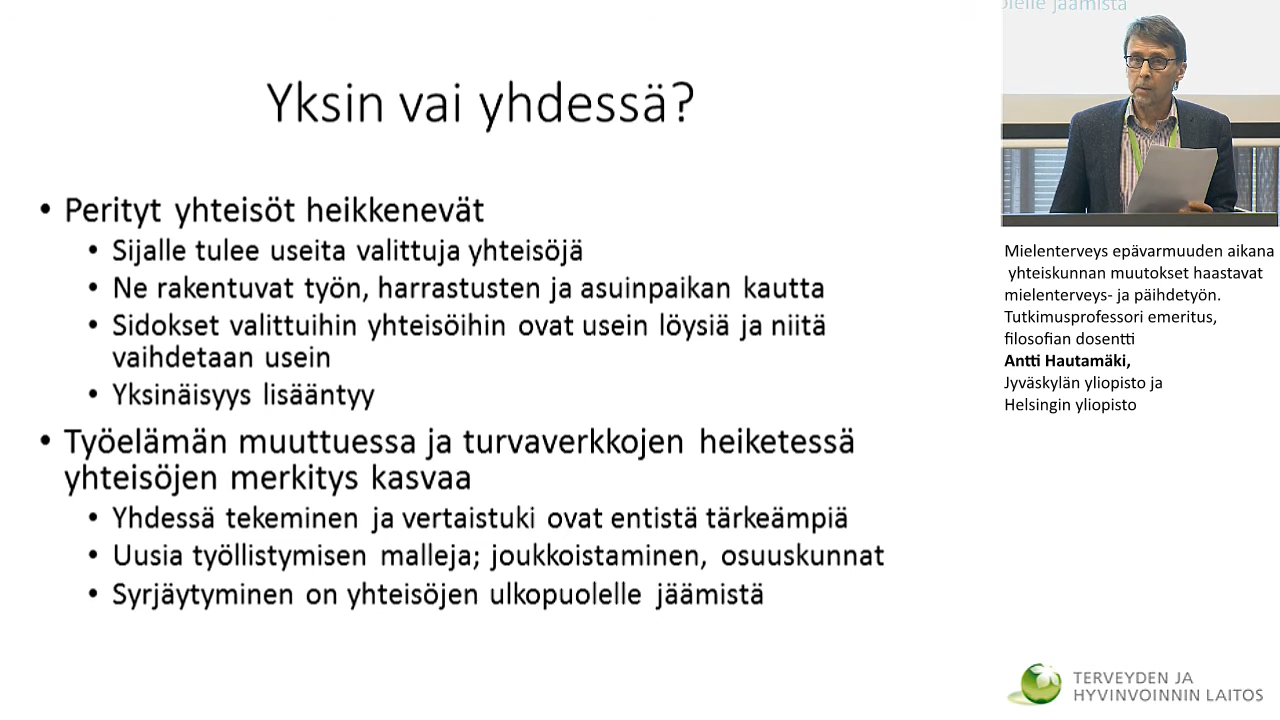 Yksin vai yhdessä?
• Perityt yhteisöt heikkenevät
• Sijalle tulee useita valittuja yhteisöjä
• Ne rakentuvat työn, harrastusten ja asuinpaikan kautta
• Sidokset valittuihin yhteisöihin ovat usein löysiä ja niitä
vaihdetaan usein
• Yksinäisyys lisääntyy
• Työelämän muuttuessa ja turvaverkkojen heiketessä
yhteisöjen merkitys kasvaa
• Yhdessä tekeminen ja vertaistuki ovat entistä tärkeämpiä
• Uusia työllistymisen malleja; joukkoistaminen, osuuskunnat
• Syrjäytyminen on yhteisöjen ulkopuolelle jäämistä
jäämistä
Mielenterveys epävarmuuden aikana
yhteiskunnan muutokset haastavat
mielenterveys- ja päihdetyön.
Tutkimusprofessori emeritus,
filosofian dosentti
Antti Hautamäki,
Jyväskylän yliopisto ja
Helsingin yliopisto
TERVEYDEN JA
HYVINVOINNIN LAITOS